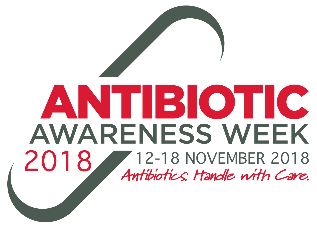 ANTIBIOTIC
AWARENESS WEEK
2018 12-18 NOVEMBER 2018
Antibiotics. Handle with Care.